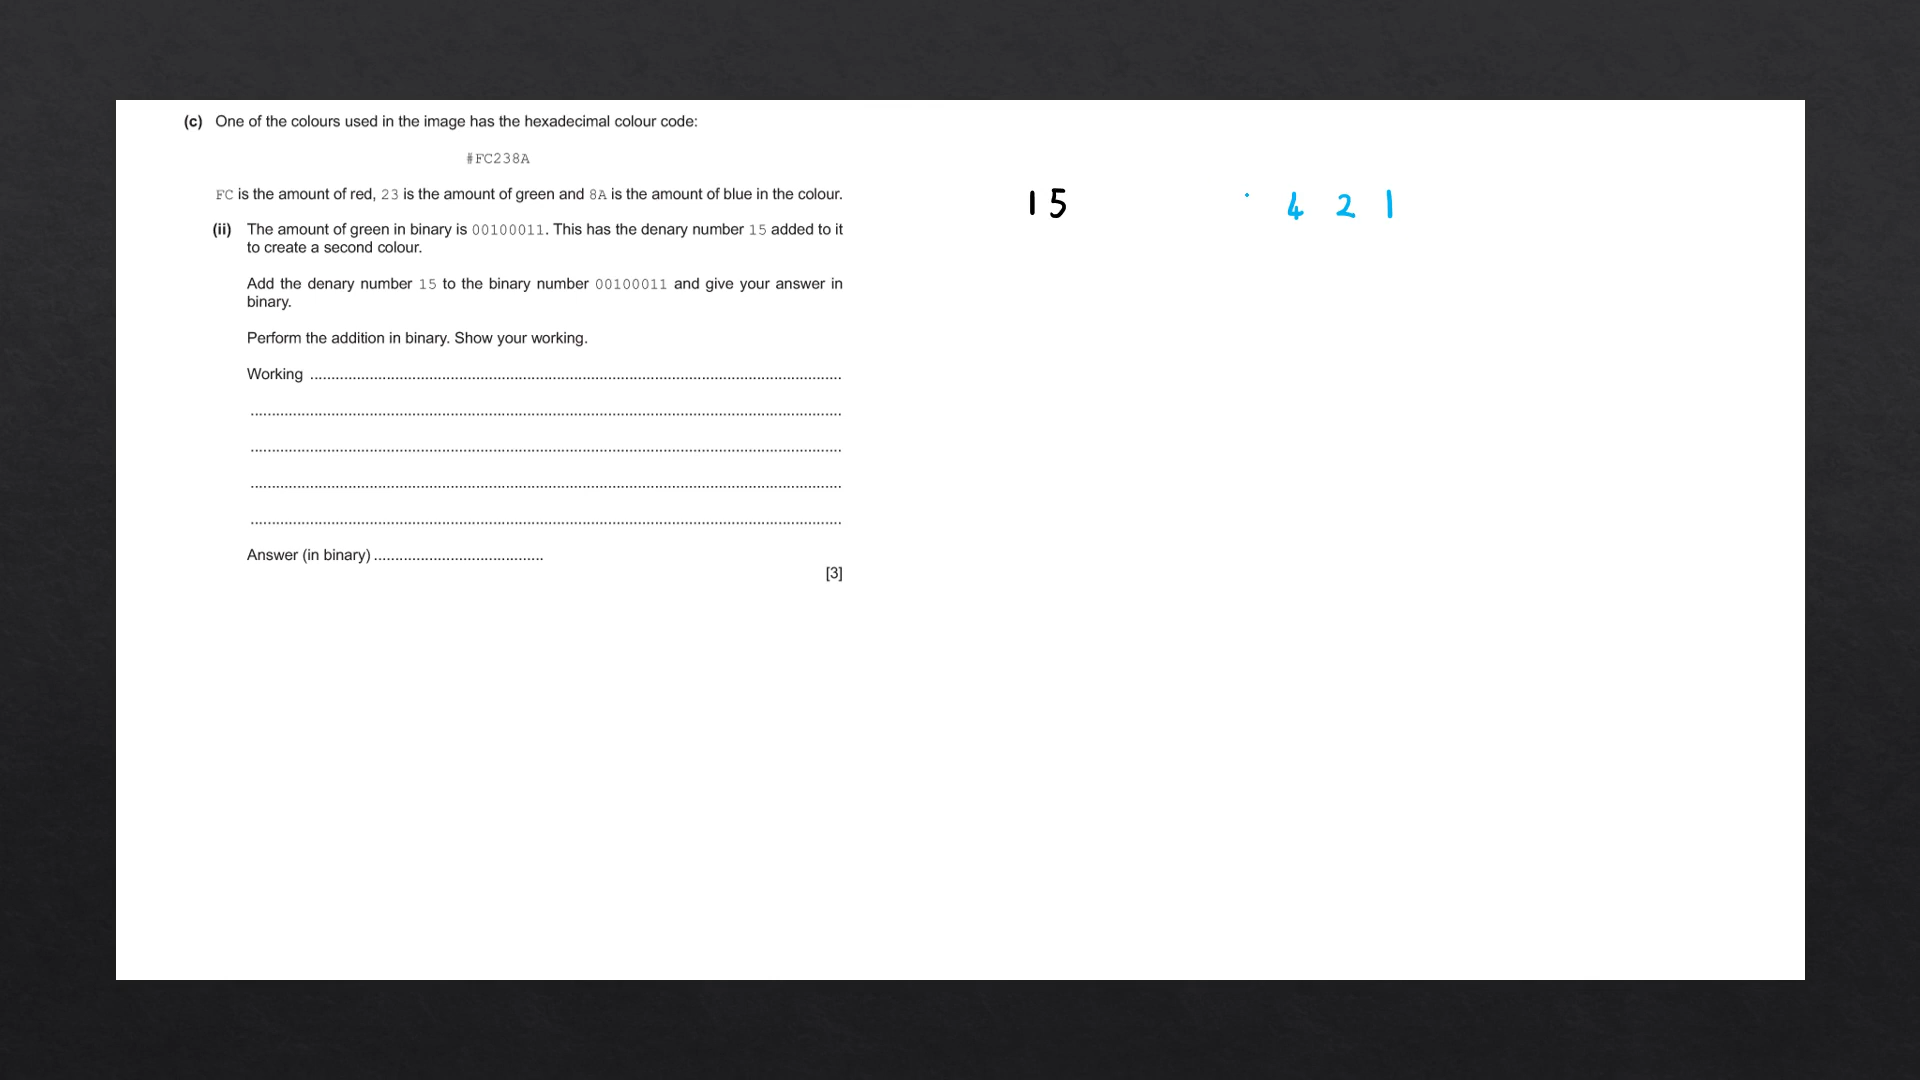 (c) One of the colours used in the image has the hexadecimal colour code:
#FC238A
FC is the amount of red, 23 is the amount of green and 8A is the amount of blue in the colour.
15 4 2 1
(ii) The amount of green in binary is 00100011. This has the denary number 15 added to it
to create a second colour.
Add the denary number 15 to the binary number 00100011 and give your answer in
binary.
Perform the addition in binary. Show your working.
Working ................................................................................
................................................................................
................................................................................
................................................................................
................................................................................
Answer (in binary) ........................................
[3]